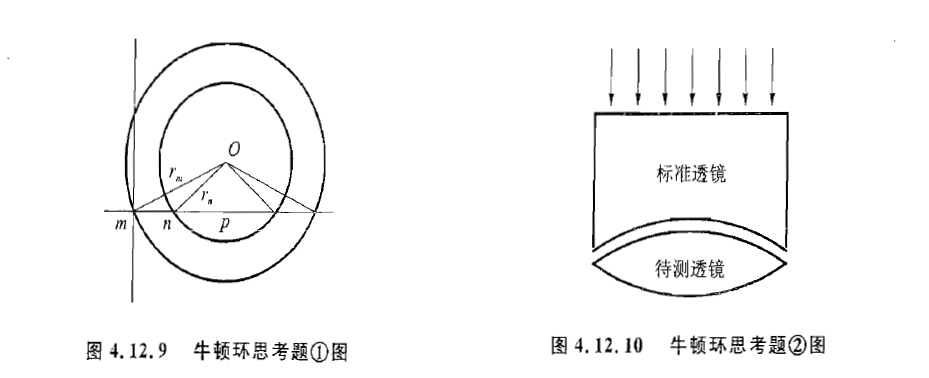 O
r_m
r_n
m n p
图 4.12.9 牛顿环思考题①图
标准透镜
待测透镜
图 4.12.10 牛顿环思考题②图